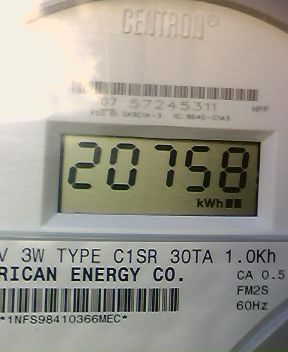 CENTRON®
07 57245311 HPP
20758
kWh
V 3W TYPE C1SR 30TA 1.0Kh
RICAN ENERGY CO. CA 0.5
FM2S
60Hz
*1NFS98410366MEC*